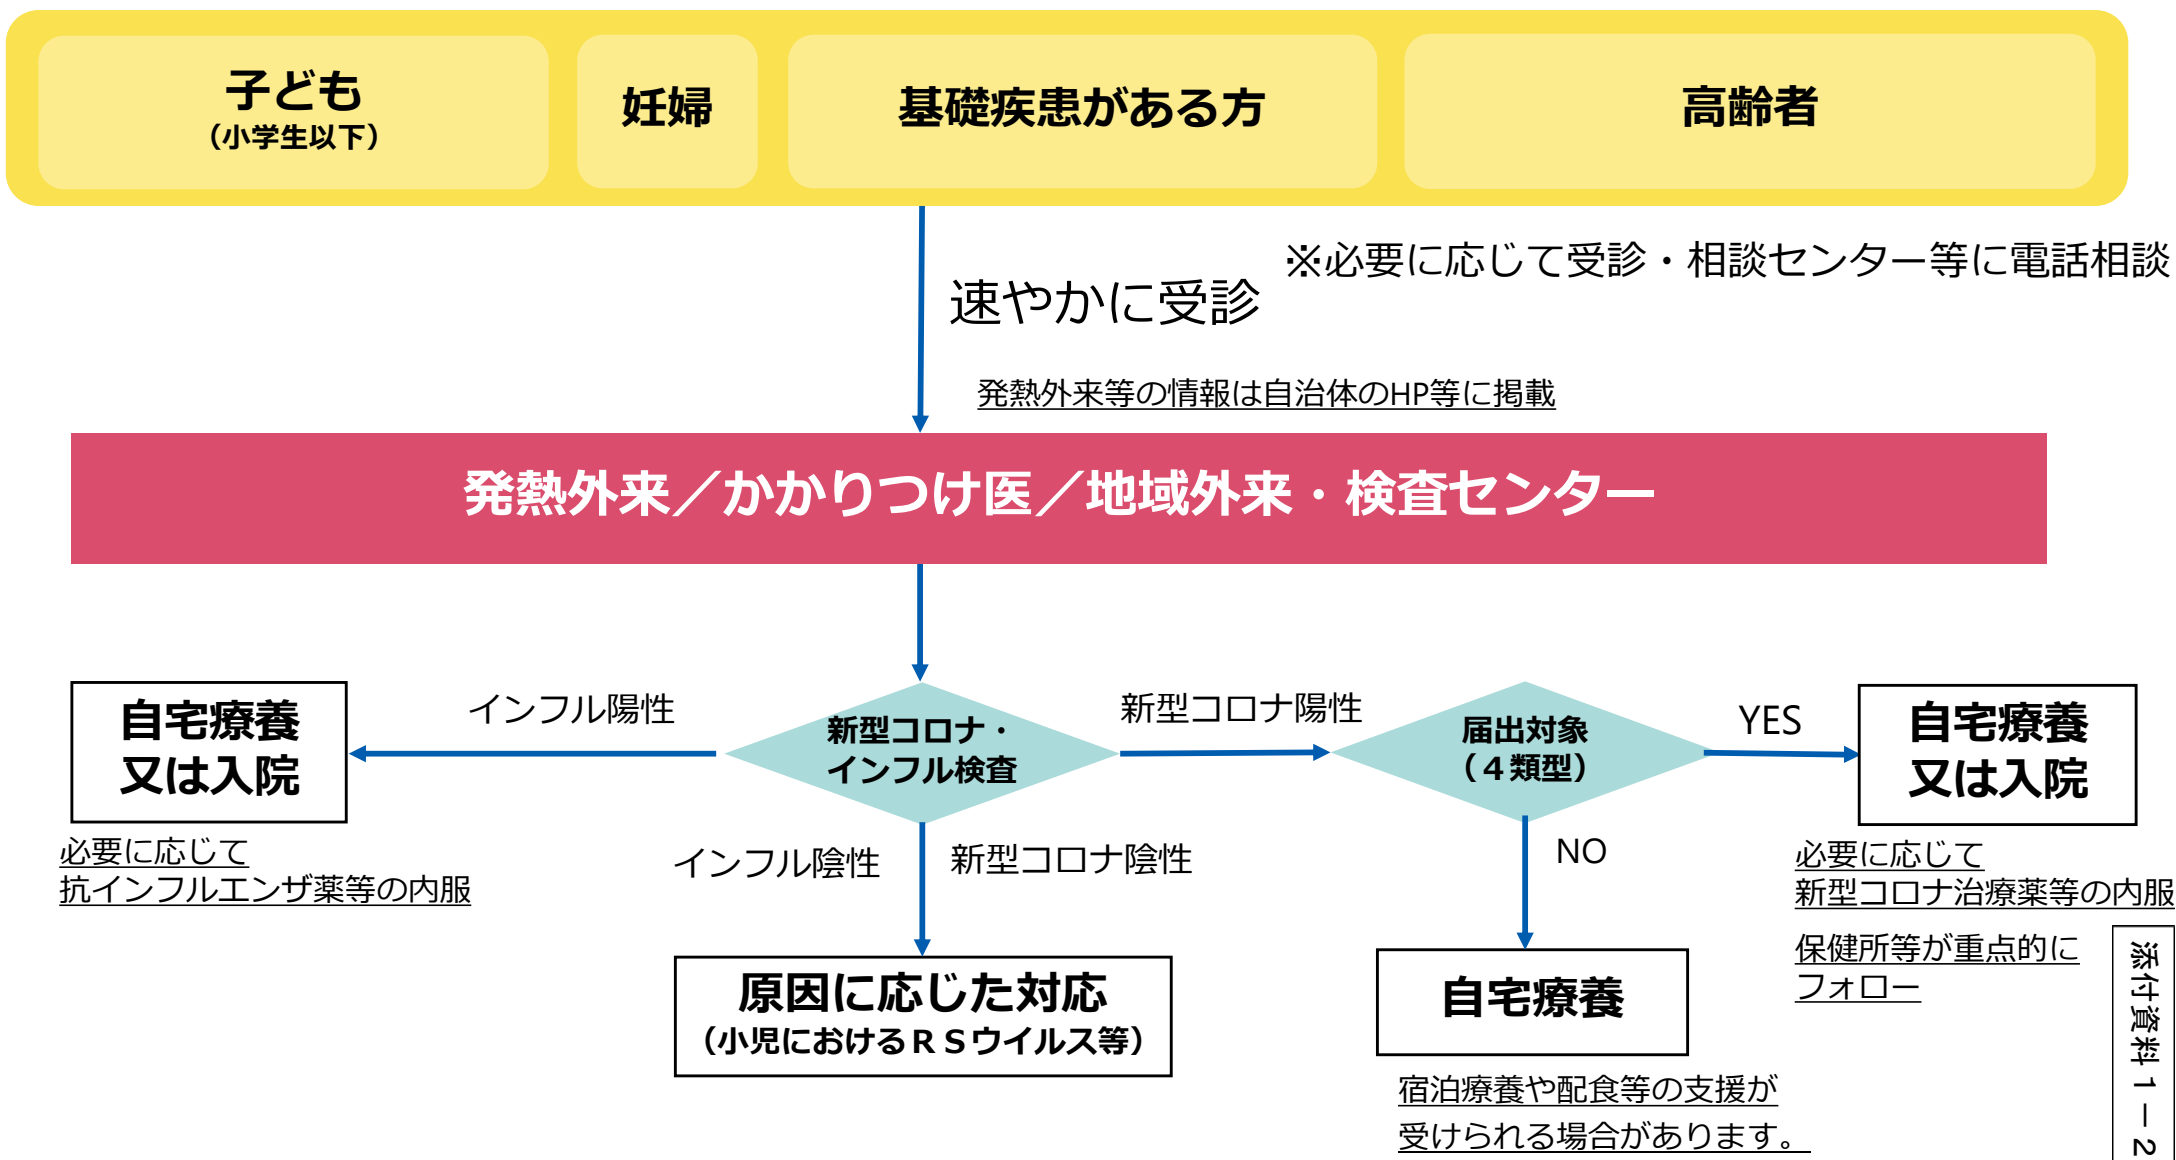 子ども
（小学生以下）
妊婦
基礎疾患がある方
高齢者
※必要に応じて受診・相談センター等に電話相談
速やかに受診
発熱外来等の情報は自治体のHP等に掲載
発熱外来／かかりつけ医／地域外来・検査センター
自宅療養
又は入院
インフル陽性
新型コロナ・
インフル検査
新型コロナ陽性
届出対象
（４類型）
YES
自宅療養
又は入院
必要に応じて
抗インフルエンザ薬等の内服
インフル陰性
新型コロナ陰性
NO
必要に応じて
新型コロナ治療薬等の内服
保健所等が重点的に
フォロー
原因に応じた対応
（小児におけるＲＳウイルス等）
自宅療養
宿泊療養や配食等の支援が
受けられる場合があります。
添付資料１－２